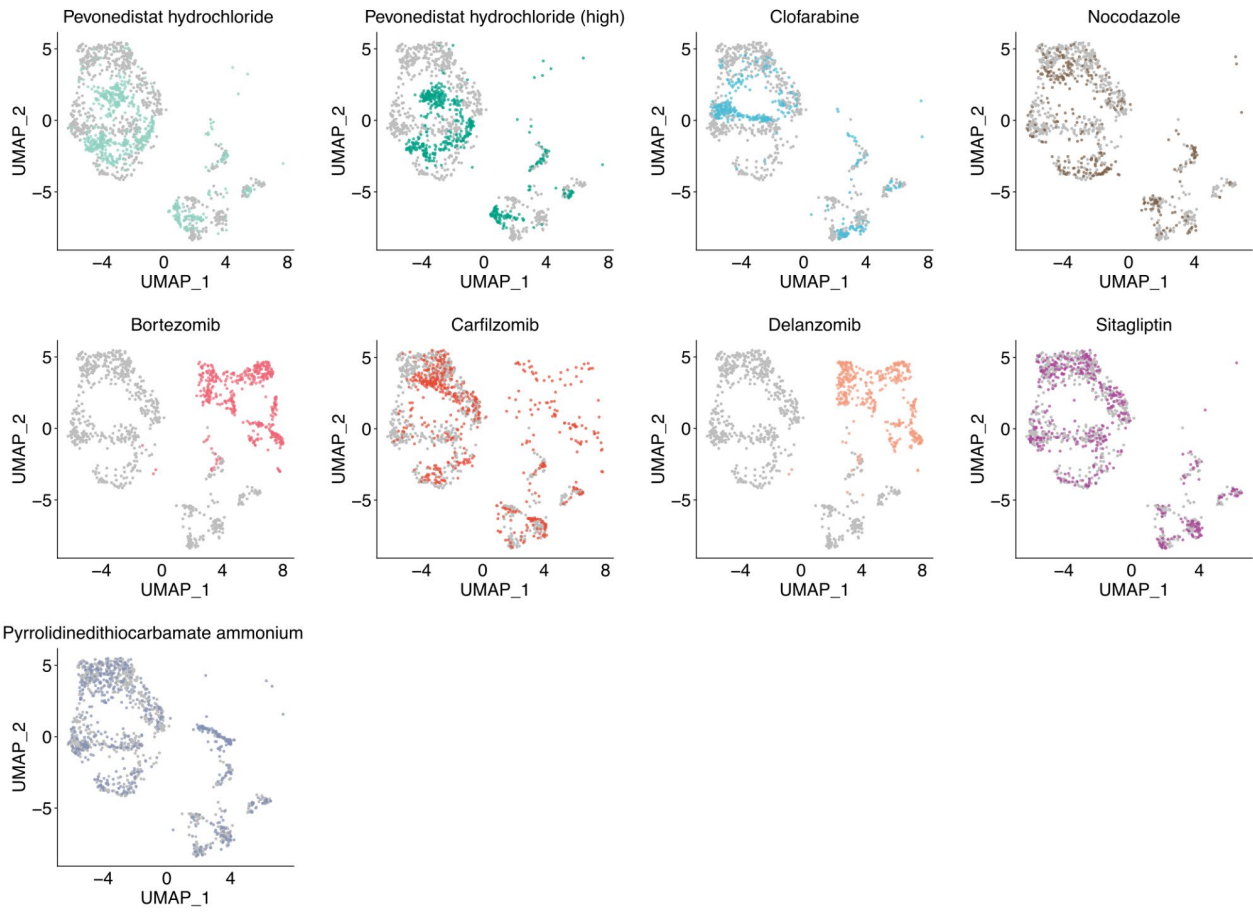 Pevonedistat hydrochloride
5
0
−5
UMAP_2
−4
0
4
8
UMAP_1
Pevonedistat hydrochloride (high)
5
0
−5
UMAP_2
−4
0
4
8
UMAP_1
Clofarabine
5
0
−5
UMAP_2
−4
0
4
8
UMAP_1
Nocodazole
5
0
−5
UMAP_2
−4
0
4
UMAP_1
Bortezomib
5
0
−5
UMAP_2
−4
0
4
8
UMAP_1
Carfilzomib
5
0
−5
UMAP_2
−4
0
4
8
UMAP_1
Delanzomib
5
0
−5
UMAP_2
−4
0
4
8
UMAP_1
Sitagliptin
5
0
−5
UMAP_2
−4
0
4
UMAP_1
Pyrrolidinedithiocarbamate ammonium
5
0
−5
UMAP_2
−4
0
4
UMAP_1